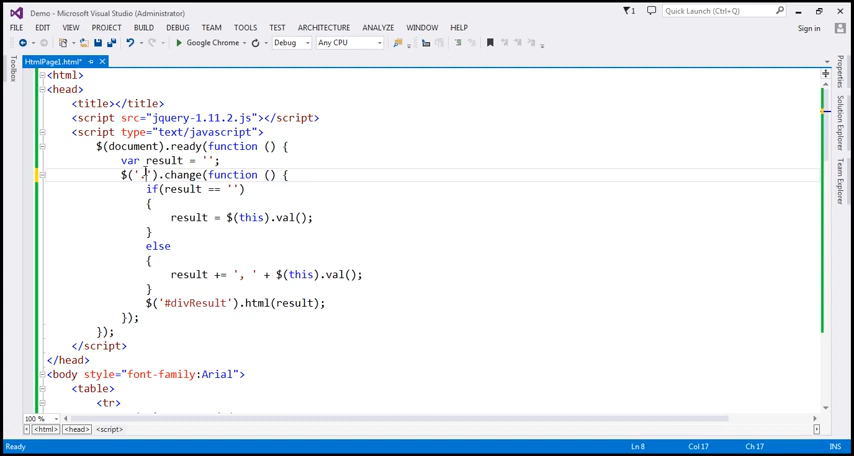 Demo - Microsoft Visual Studio (Administrator)
1
Quick Launch (Ctrl+Q)
FILE EDIT VIEW PROJECT BUILD DEBUG TEAM TOOLS TEST ARCHITECTURE ANALYZE WINDOW HELP
Sign in
Google Chrome Debug Any CPU
HtmlPage1.html*
Toolbox
Properties
Solution Explorer
Team Explorer
<html>
<head>
<title></title>
<script src="jquery-1.11.2.js"></script>
<script type="text/javascript">
$(document).ready(function () {
var result = '';
$('.').change(function () {
if(result == '')
{
result = $(this).val();
}
else
{
result += ', ' + $(this).val();
}
$('#divResult').html(result);
});
});
</script>
</head>
<body style="font-family:Arial">
<table>
<tr>
100 %
<html> <head> <script>
Ready Ln 8 Col 17 Ch 17 INS